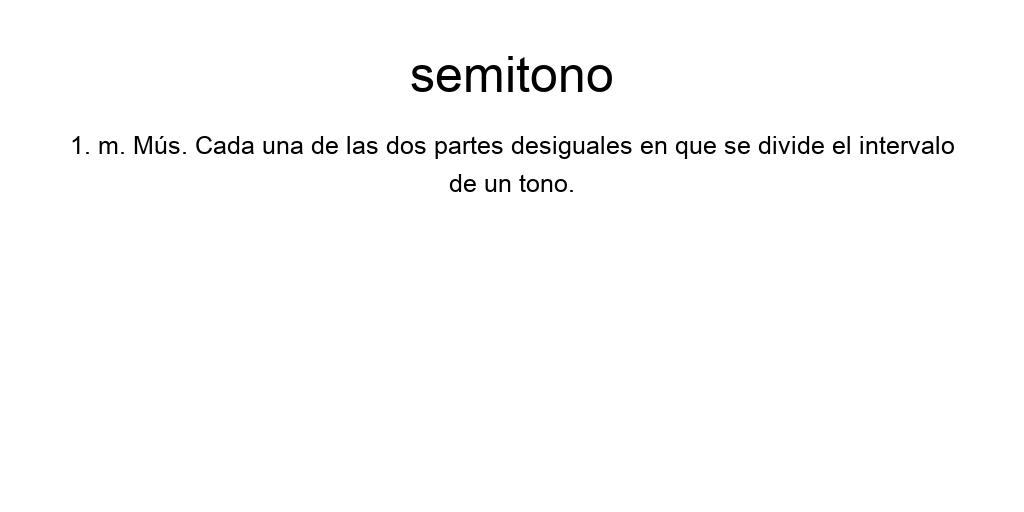 semitono
1. m. Mús. Cada una de las dos partes desiguales en que se divide el intervalo
de un tono.